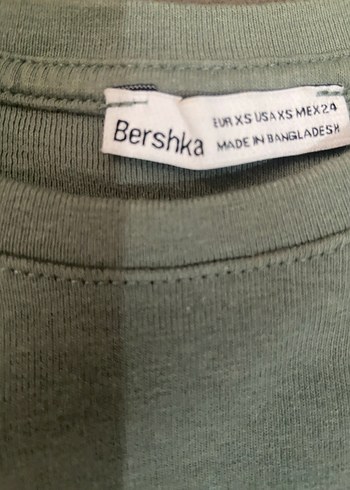 Bershka
EUR XS USA XS MEX 24
MADE IN BANGLADESH